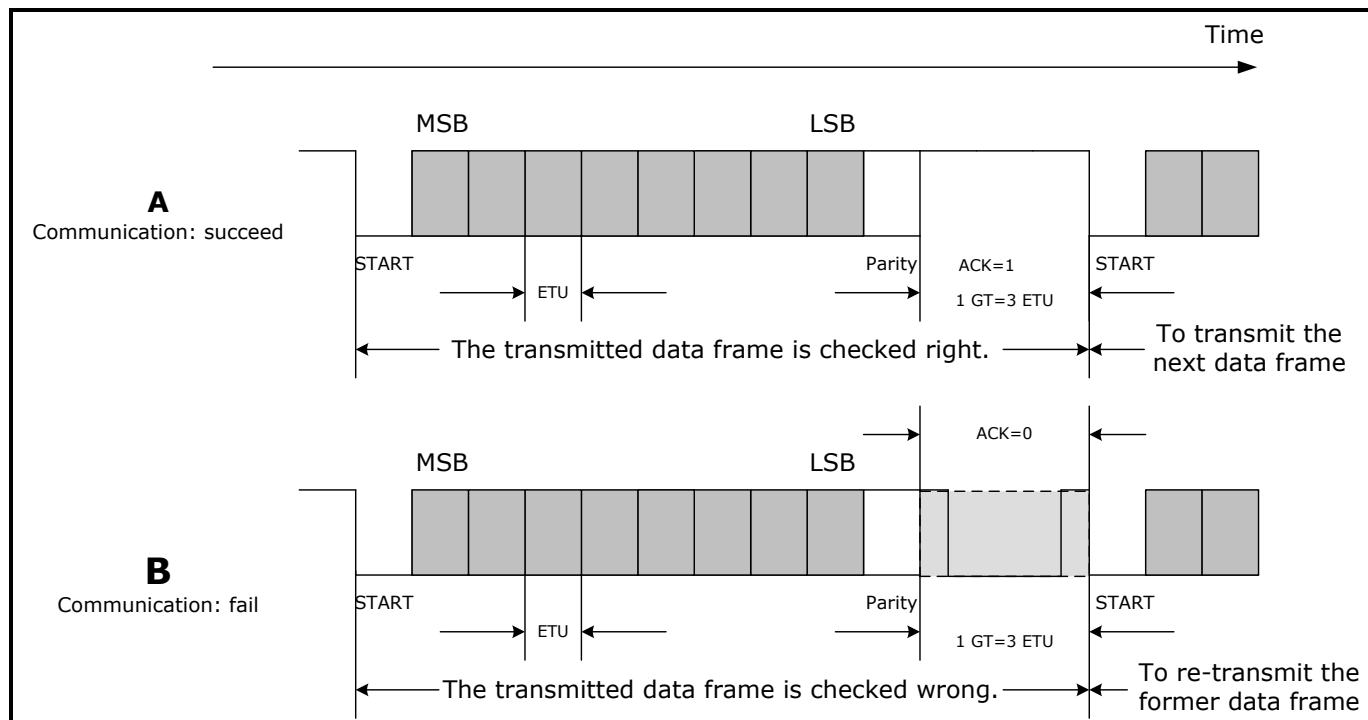 Time
MSB LSB
A
Communication: succeed
START Parity ACK=1 START
ETU 1 GT=3 ETU
The transmitted data frame is checked right.
To transmit the
next data frame
ACK=0
MSB LSB
B
Communication: fail
START Parity START
ETU 1 GT=3 ETU
The transmitted data frame is checked wrong.
To re-transmit the
former data frame